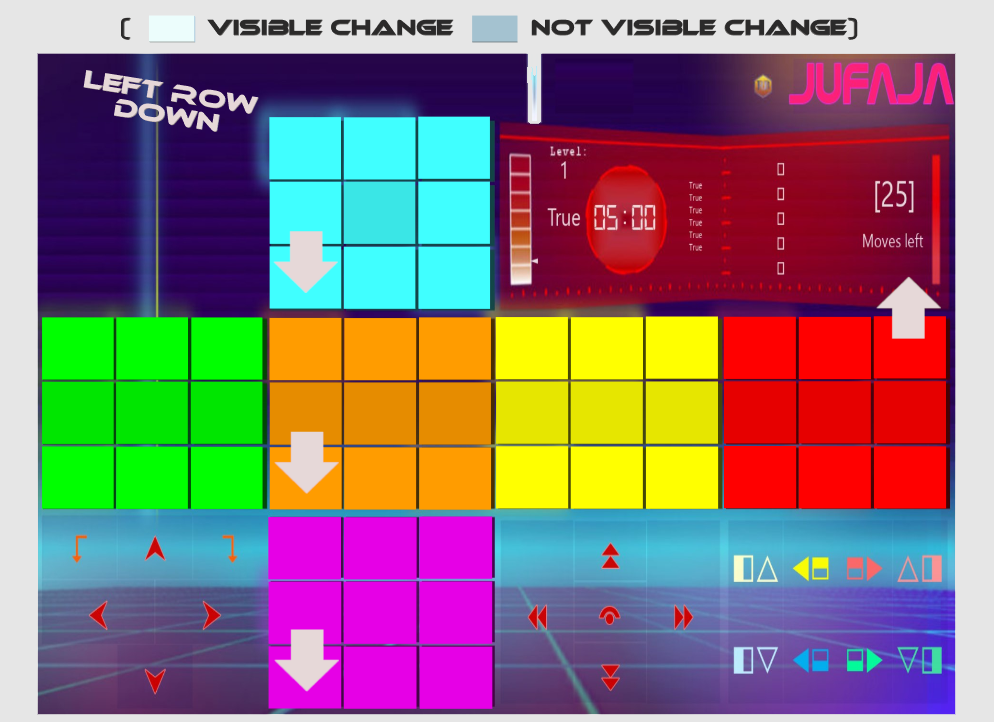 ( VISIBLE CHANGE NOT VISIBLE CHANGE)
LEFT ROW
DOWN
JUFAJA
Level:
1
True
05:00
True
True
True
True
True
True
[25]
Moves left